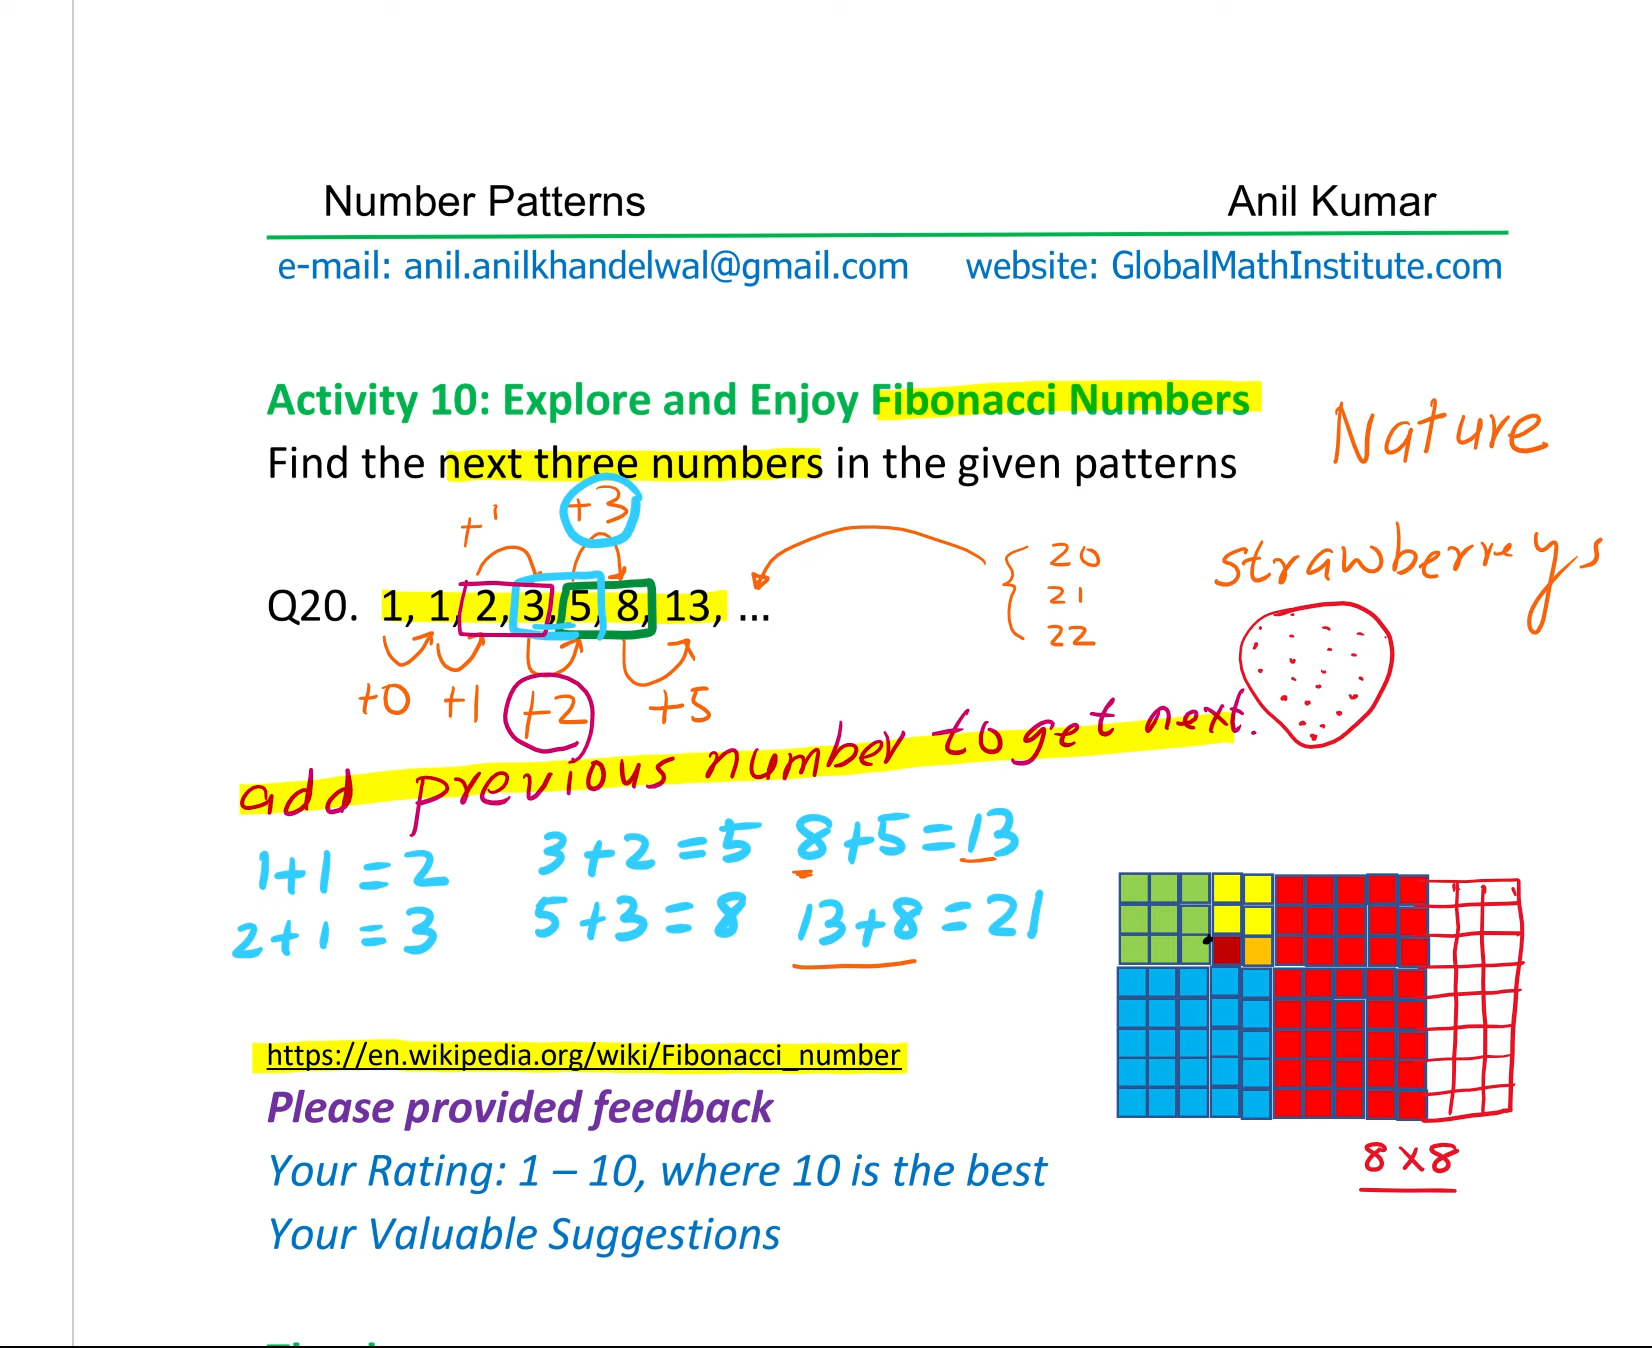 Number Patterns Anil Kumar
e-mail: anil.anilkhandelwal@gmail.com website: GlobalMathInstitute.com
Activity 10: Explore and Enjoy Fibonacci Numbers
Nature
Find the next three numbers in the given patterns
+1 +3
strawberreys
20
21
22
Q20. 1, 1, 2, 3, 5, 8, 13, ...
+0 +1 +2 +5
add previous number to get next.
1+1=2 3+2=5 8+5=13
2+1=3 5+3=8 13+8=21
https://en.wikipedia.org/wiki/Fibonacci_number
Please provided feedback
8×8
Your Rating: 1 – 10, where 10 is the best
Your Valuable Suggestions